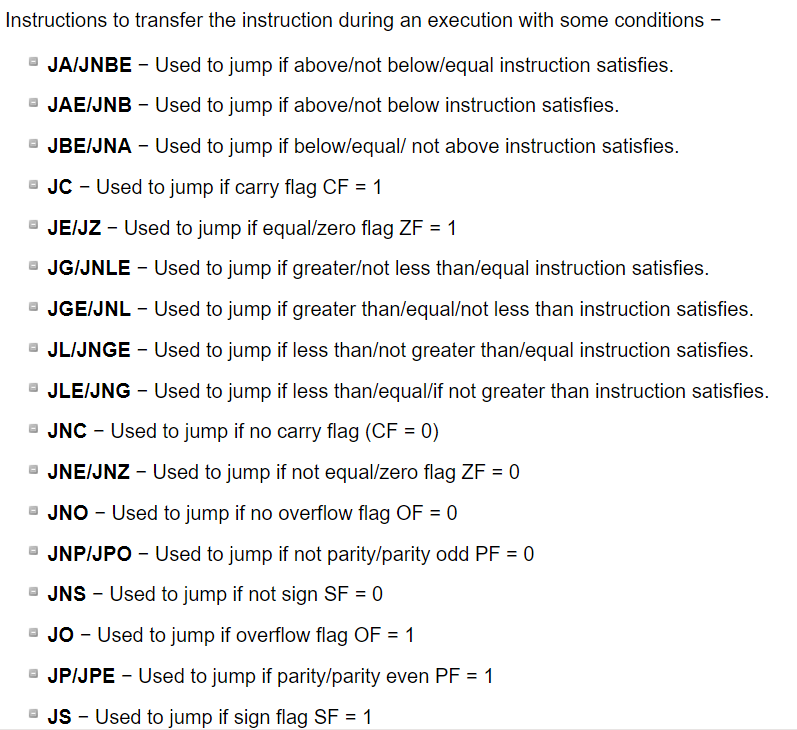 Instructions to transfer the instruction during an execution with some conditions −
JA/JNBE − Used to jump if above/not below/equal instruction satisfies.
JAE/JNB − Used to jump if above/not below instruction satisfies.
JBE/JNA − Used to jump if below/equal/ not above instruction satisfies.
JC − Used to jump if carry flag CF = 1
JE/JZ − Used to jump if equal/zero flag ZF = 1
JG/JNLE − Used to jump if greater/not less than/equal instruction satisfies.
JGE/JNL − Used to jump if greater than/equal/not less than instruction satisfies.
JL/JNGE − Used to jump if less than/not greater than/equal instruction satisfies.
JLE/JNG − Used to jump if less than/equal/if not greater than instruction satisfies.
JNC − Used to jump if no carry flag (CF = 0)
JNE/JNZ − Used to jump if not equal/zero flag ZF = 0
JNO − Used to jump if no overflow flag OF = 0
JNP/JPO − Used to jump if not parity/parity odd PF = 0
JNS − Used to jump if not sign SF = 0
JO − Used to jump if overflow flag OF = 1
JP/JPE − Used to jump if parity/parity even PF = 1
JS − Used to jump if sign flag SF = 1